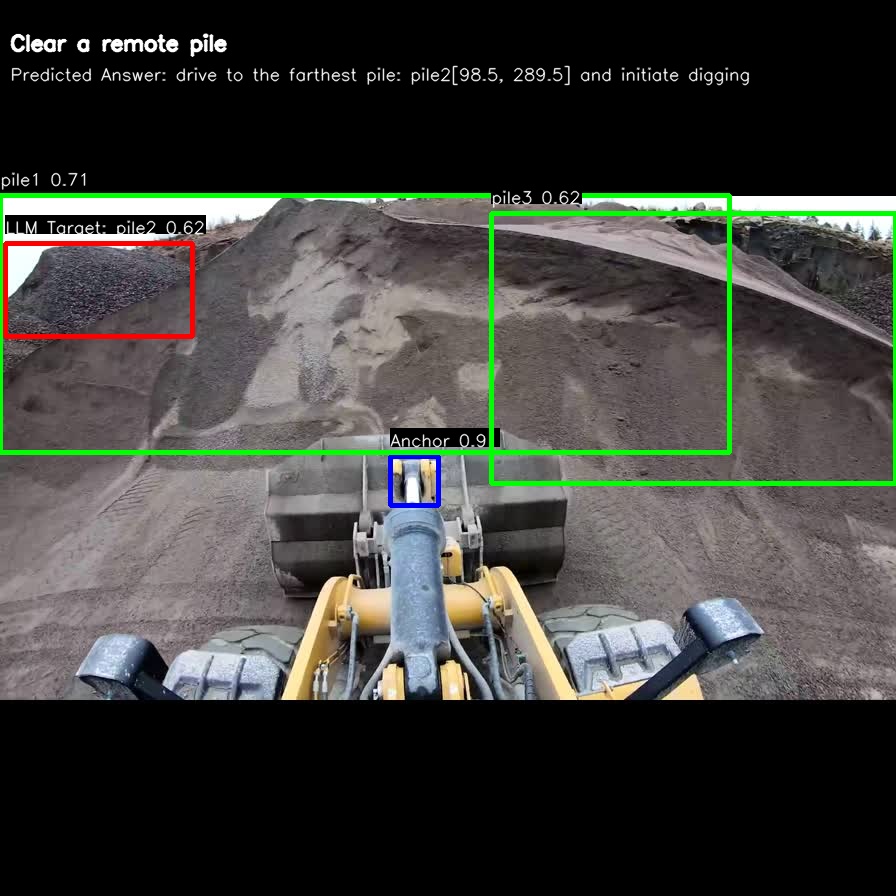 Clear a remote pile
Predicted Answer: drive to the farthest pile: pile2[98.5, 289.5] and initiate digging
pile1 0.71
pile3 0.62
LLM Target: pile2 0.62
Anchor 0.9